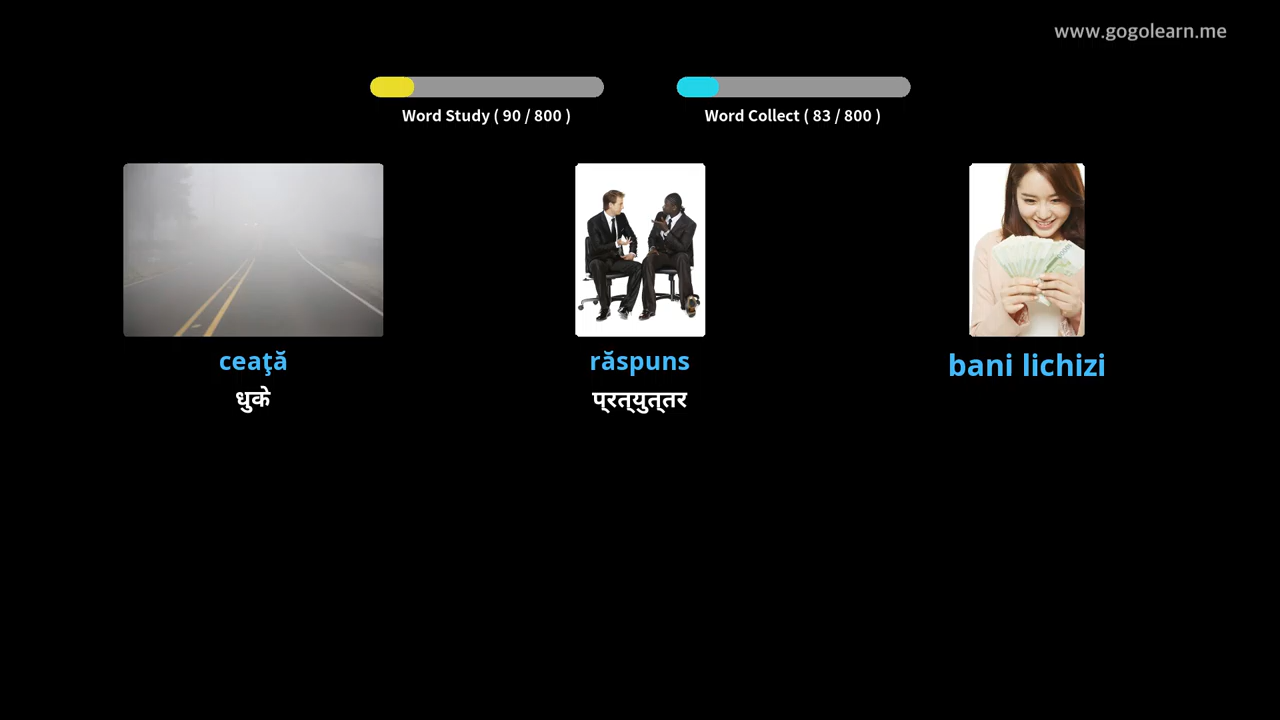 www.gogolearn.me
Word Study ( 90 / 800 )
Word Collect ( 83 / 800 )
ceaţă
धुके
răspuns
प्रत्युत्तर
bani lichizi